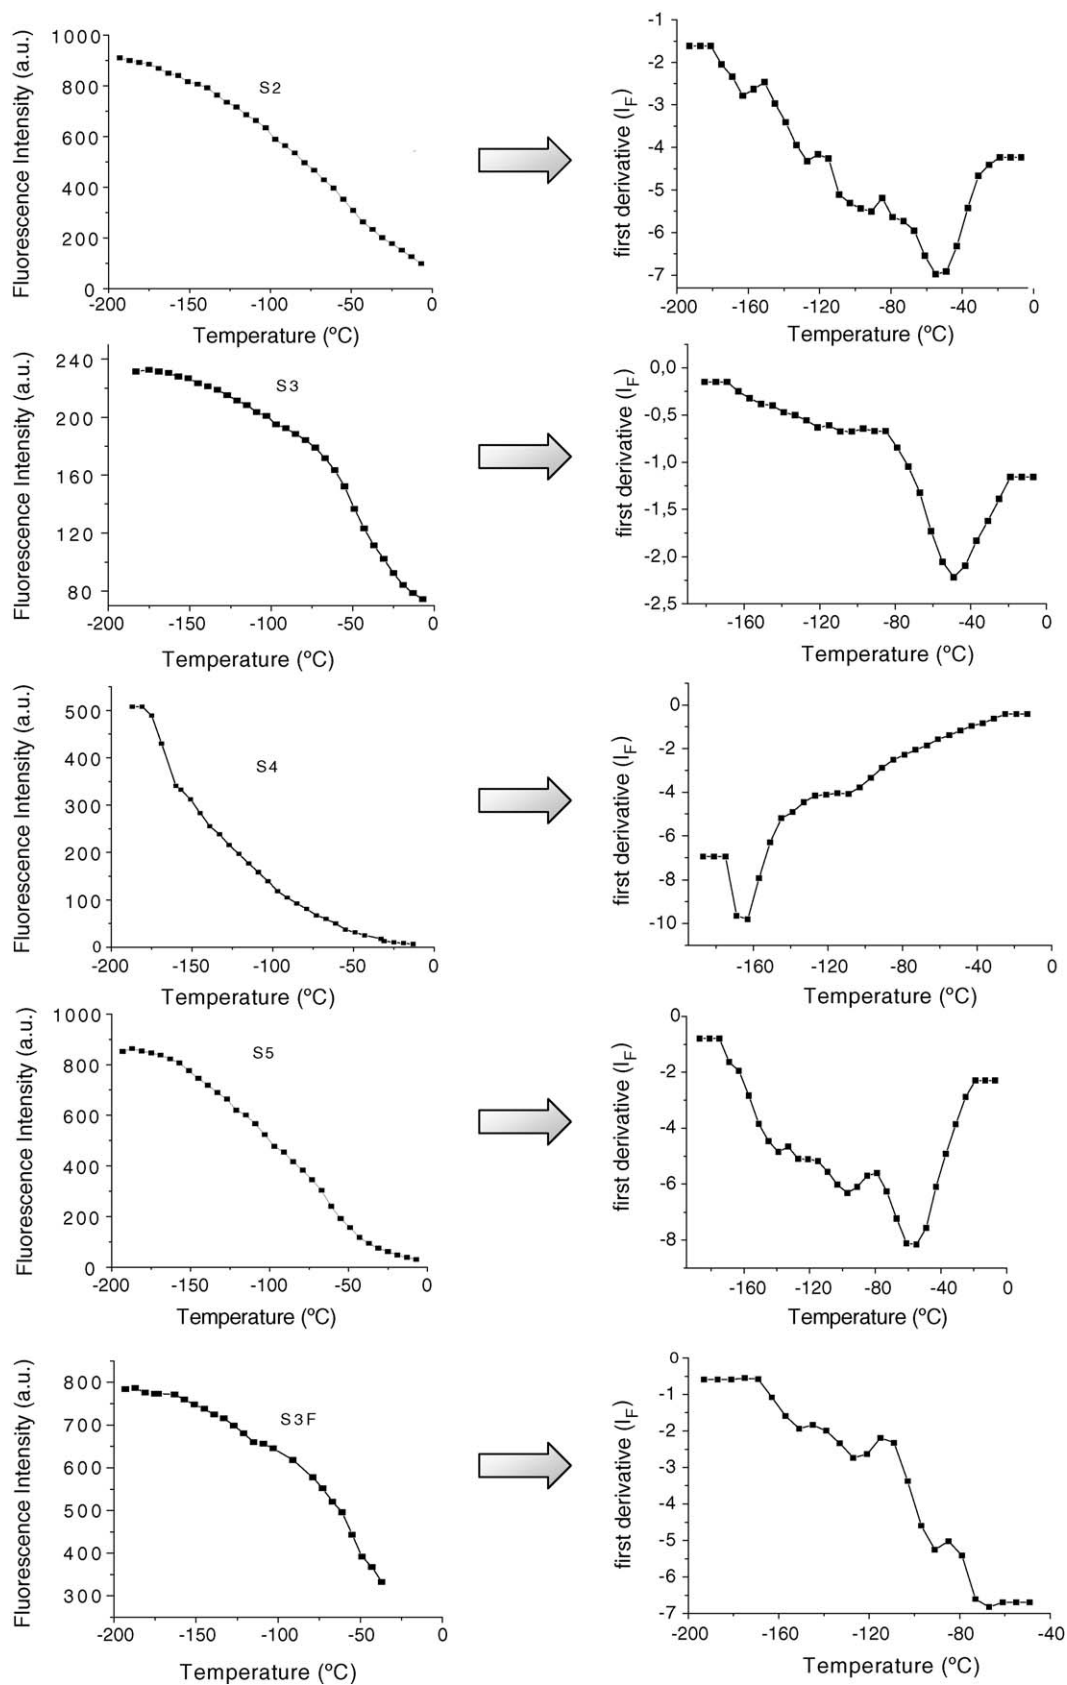 Fluorescence Intensity (a.u.)
1000
800
600
400
200
0
S2
-200 -150 -100 -50 0
Temperature (ºC)
first derivative (I_F)
-1
-2
-4
-5
-6
-7
-200 -160 -120 -80 -40 0
Temperature (ºC)
Fluorescence Intensity (a.u.)
240
200
160
120
80
S3
-200 -150 -100 -50 0
Temperature (ºC)
first derivative (I_F)
0,0
-0,5
-1,0
-1,5
-2,0
-2,5
-160 -120 -80 -40 0
Temperature (ºC)
Fluorescence Intensity (a.u.)
500
400
300
200
100
0
S4
-200 -150 -100 -50 0
Temperature (ºC)
first derivative (I_F)
0
-2
-4
-6
-8
-10
-160 -120 -80 -40 0
Temperature (ºC)
Fluorescence Intensity (a.u.)
1000
800
600
400
200
0
S5
-200 -150 -100 -50 0
Temperature (ºC)
first derivative (I_F)
0
-2
-4
-6
-8
-160 -120 -80 -40 0
Temperature (ºC)
Fluorescence Intensity (a.u.)
800
700
600
500
400
300
S3F
-200 -150 -100 -50 0
Temperature (ºC)
first derivative (I_F)
0
-1
-2
-3
-4
-5
-6
-7
-200 -160 -120 -80 -40
Temperature (ºC)